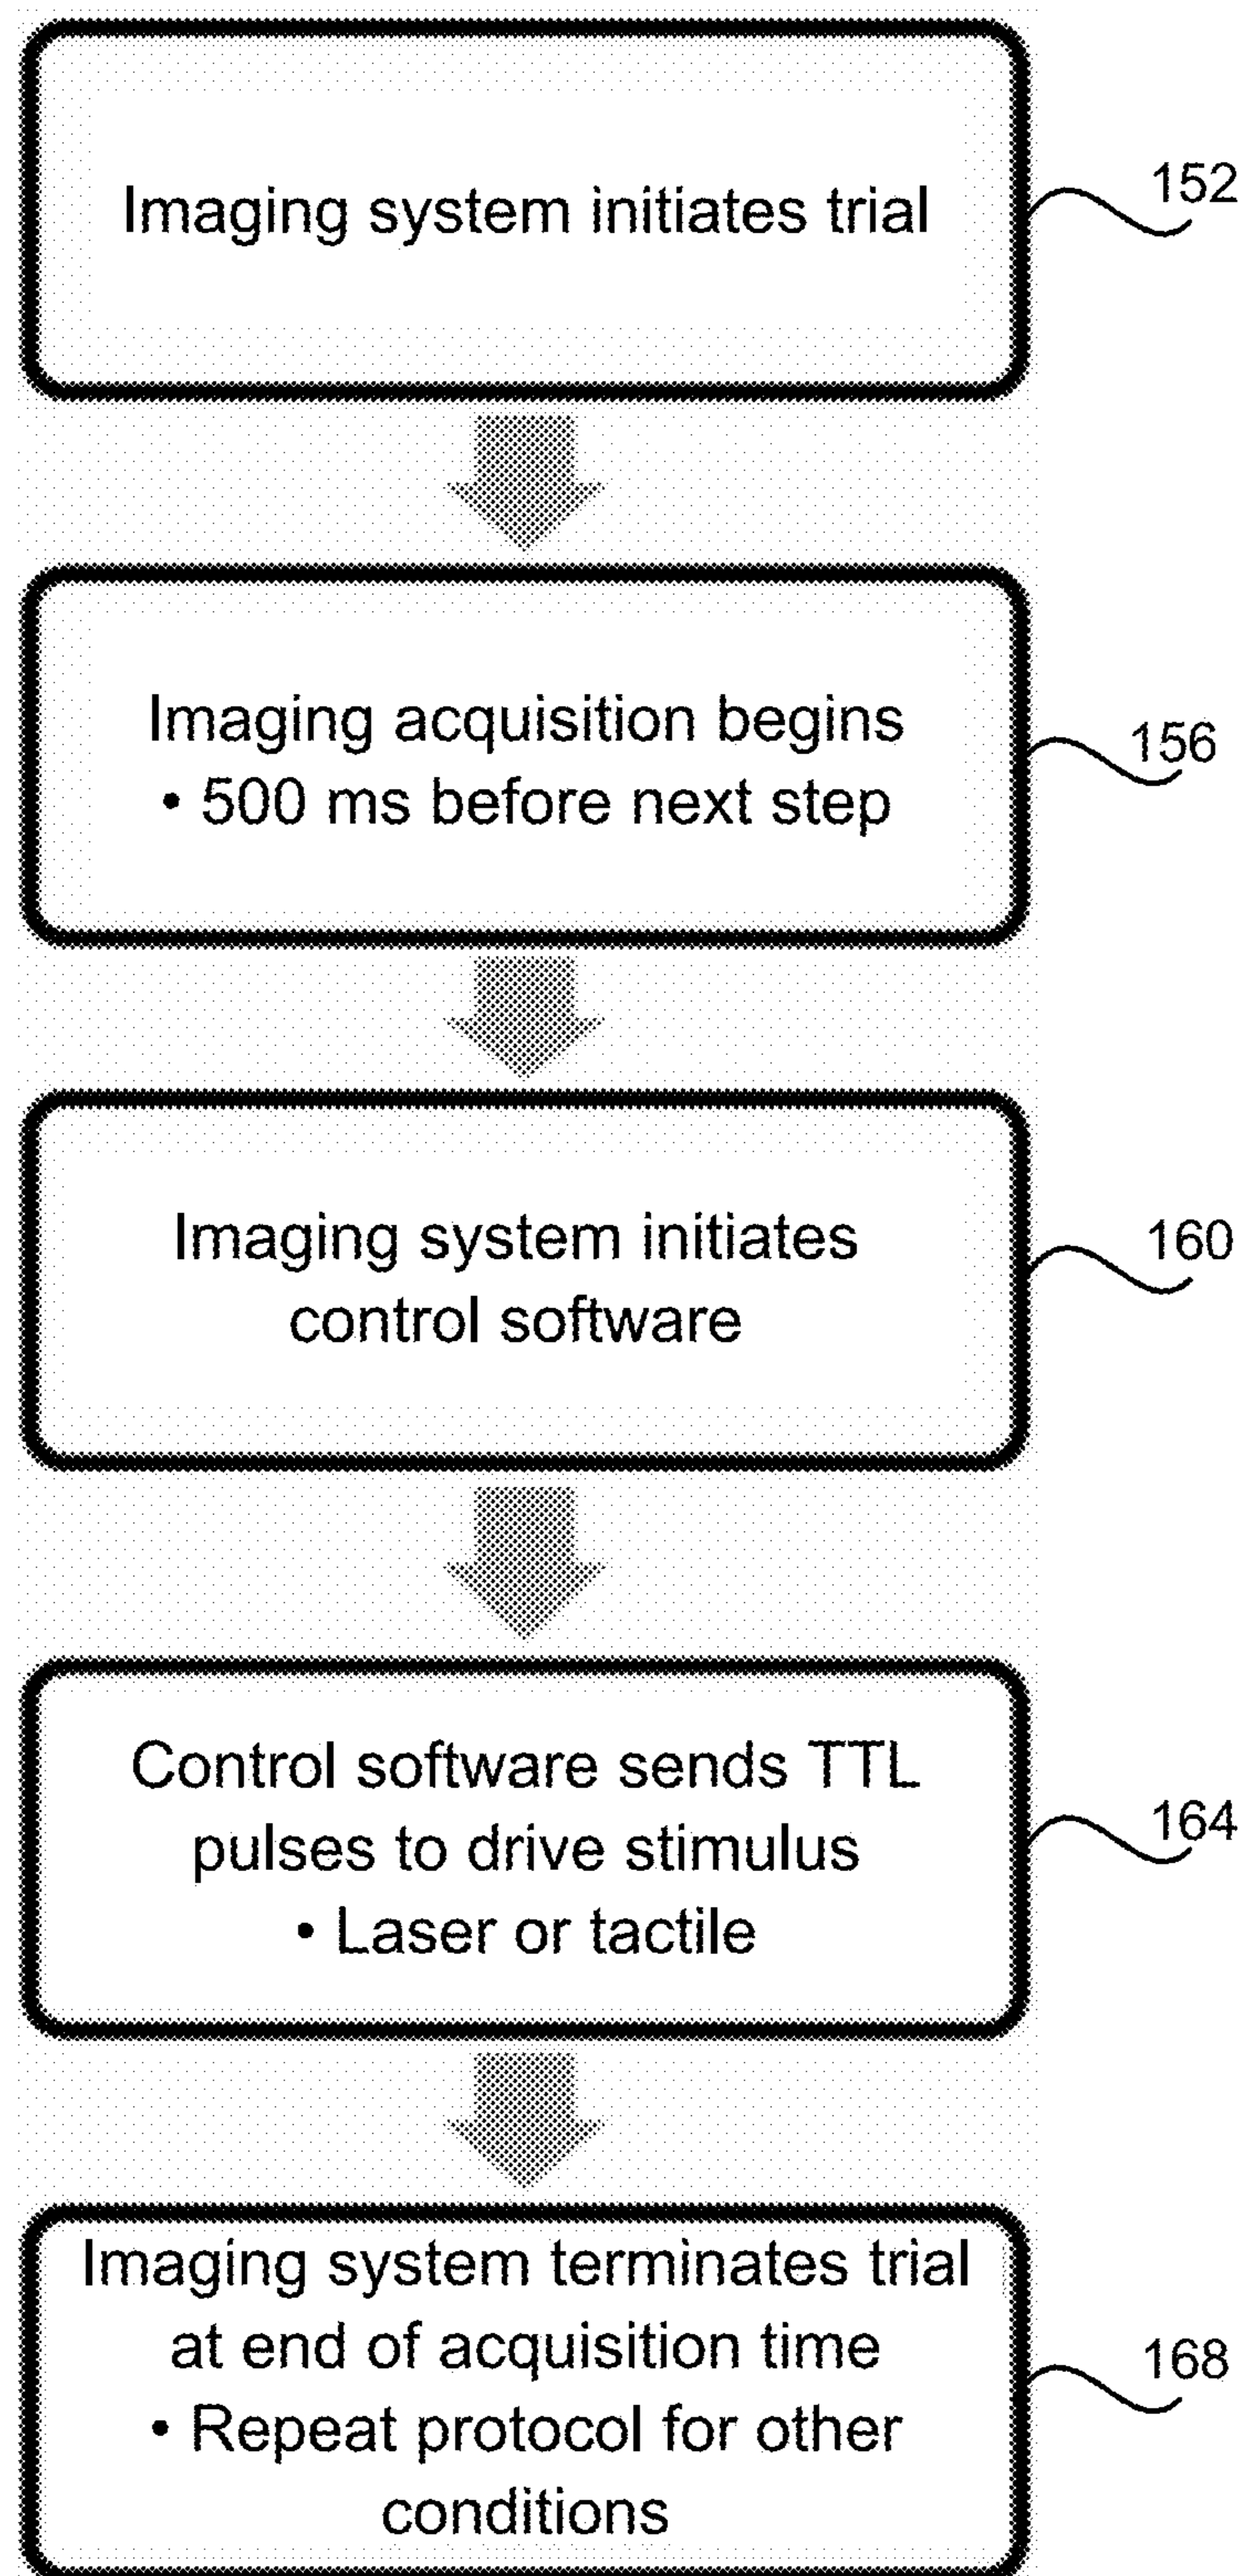 Imaging system initiates trial
152
Imaging acquisition begins
• 500 ms before next step
156
Imaging system initiates
control software
160
Control software sends TTL
pulses to drive stimulus
• Laser or tactile
164
Imaging system terminates trial
at end of acquisition time
• Repeat protocol for other
conditions
168